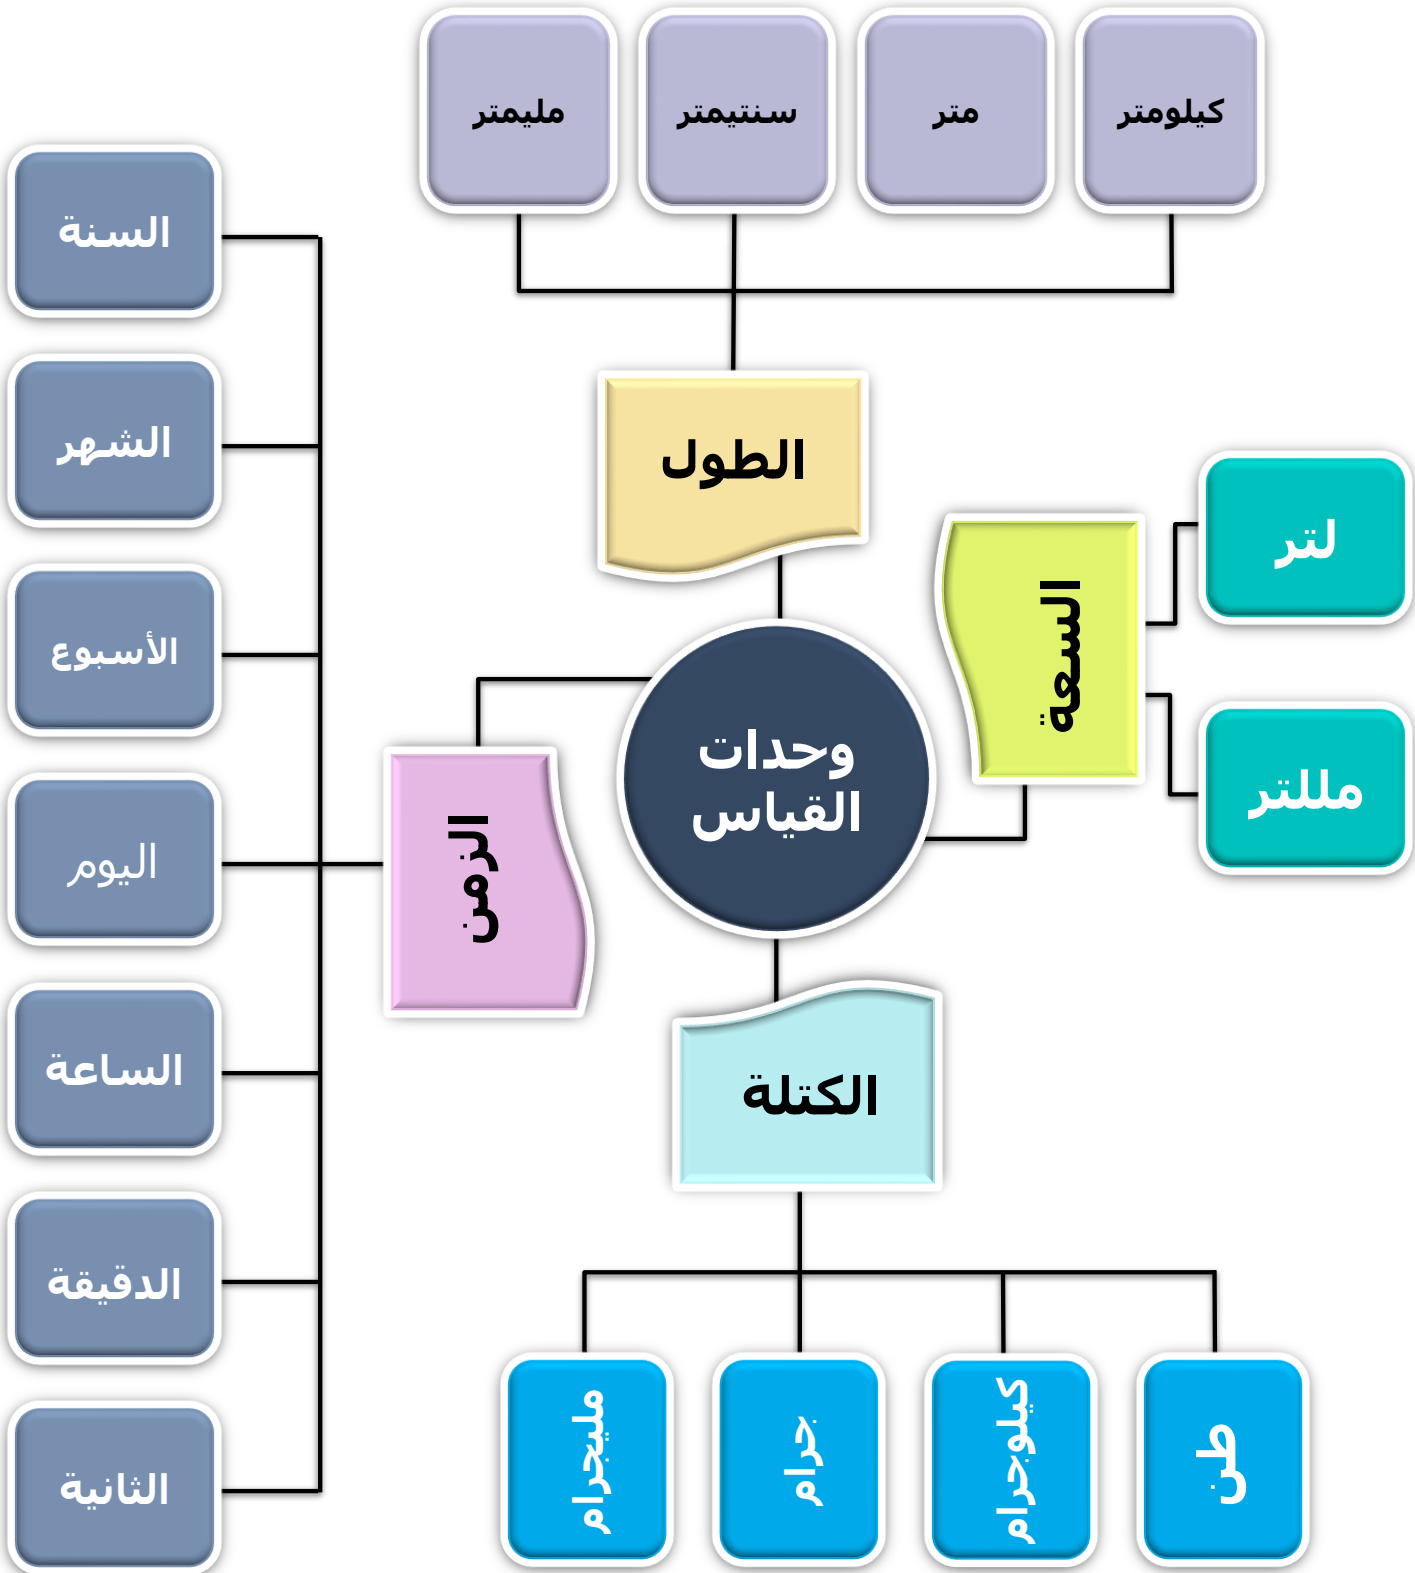 كيلومتر
متر
سنتيمتر
مليمتر
السنة
الشهر
الطول
لتر
السعة
الأسبوع
وحدات
القياس
مللتر
اليوم
الزمن
الساعة
الكتلة
الدقيقة
طن
كيلوجرام
جرام
مليجرام
الثانية